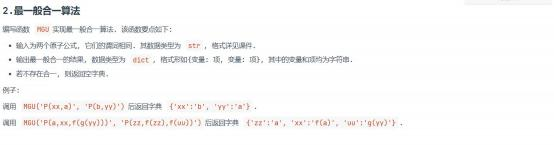 2.最一般合一算法
编写函数 MGU 实现最一般合一算法. 该函数要点如下:
• 输入为两个原子公式, 它们的谓词相同. 其数据类型为 str , 格式详见课件.
• 输出最一般合一的结果, 数据类型为 dict , 格式形如{变量: 项, 变量: 项}, 其中的变量和项均为字符串.
• 若不存在合一, 则返回空字典.
例子:
调用 MGU('P(xx,a)', 'P(b,yy)') 后返回字典 {'xx':'b', 'yy':'a'} .
调用 MGU('P(a,xx,f(g(yy)))', 'P(zz,f(zz),f(uu))') 后返回字典 {'zz':'a', 'xx':'f(a)', 'uu':'g(yy)'} .